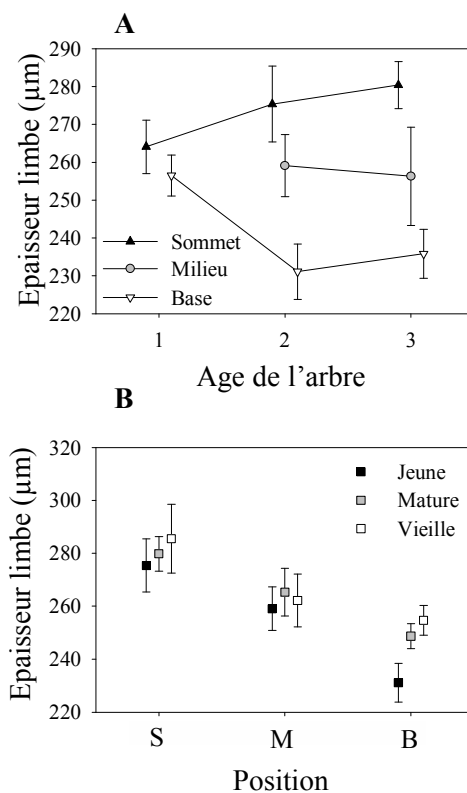 A
Epaisseur limbe (µm)
280
270
260
250
240
230
220
Sommet
Milieu
Base
1
2
3
Age de l’arbre
B
Epaisseur limbe (µm)
320
300
280
260
240
220
Jeune
Mature
Vieille
S
M
B
Position